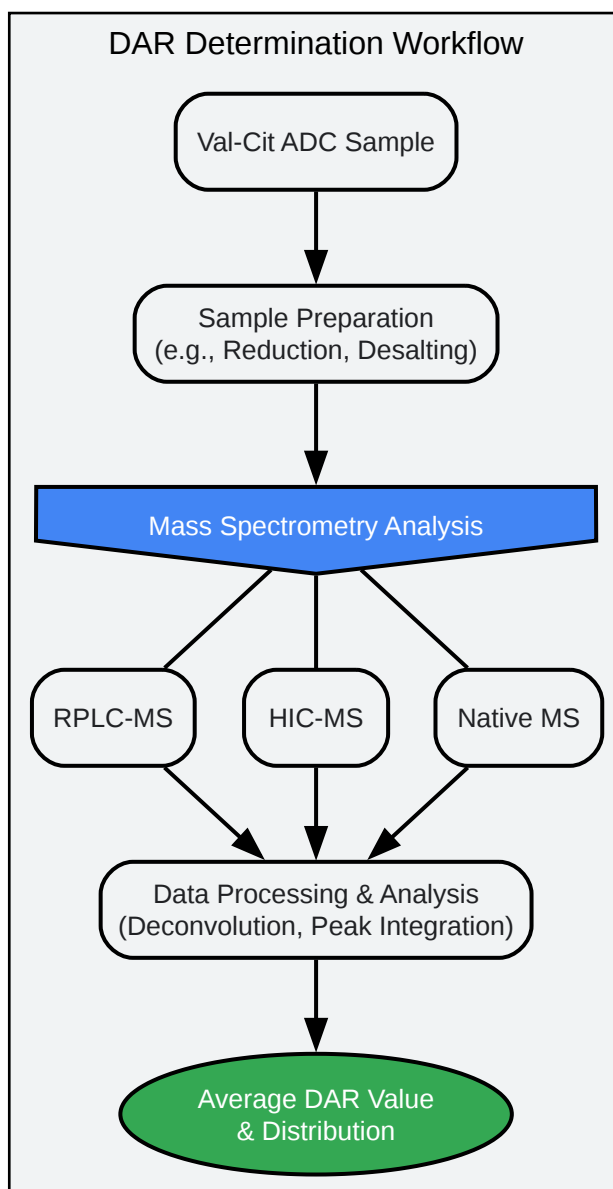 DAR Determination Workflow
Val-Cit ADC Sample
Sample Preparation
(e.g., Reduction, Desalting)
Mass Spectrometry Analysis
RPLC-MS
HIC-MS
Native MS
Data Processing & Analysis
(Deconvolution, Peak Integration)
Average DAR Value
& Distribution